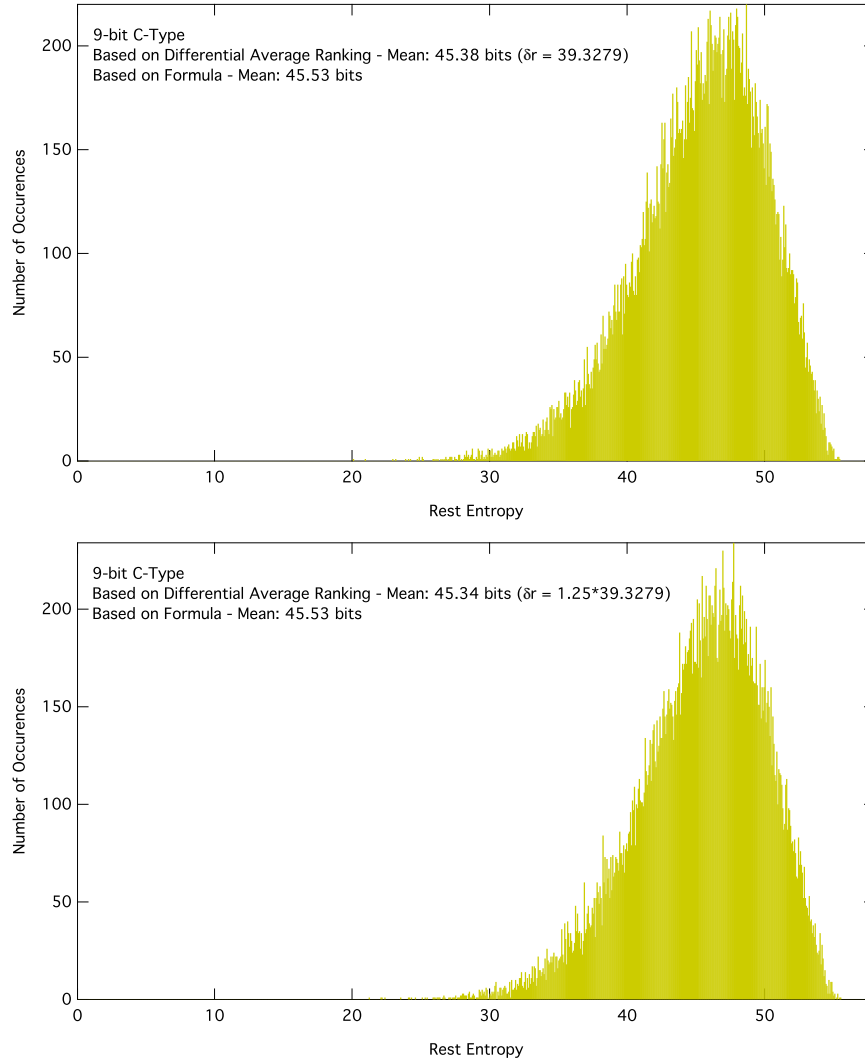 9-bit C-Type
Based on Differential Average Ranking - Mean: 45.38 bits (δr = 39.3279)
Based on Formula - Mean: 45.53 bits
200
150
100
50
0
Number of Occurences
0 10 20 30 40 50
Rest Entropy
9-bit C-Type
Based on Differential Average Ranking - Mean: 45.34 bits (δr = 1.25*39.3279)
Based on Formula - Mean: 45.53 bits
200
150
100
50
0
Number of Occurences
0 10 20 30 40 50
Rest Entropy